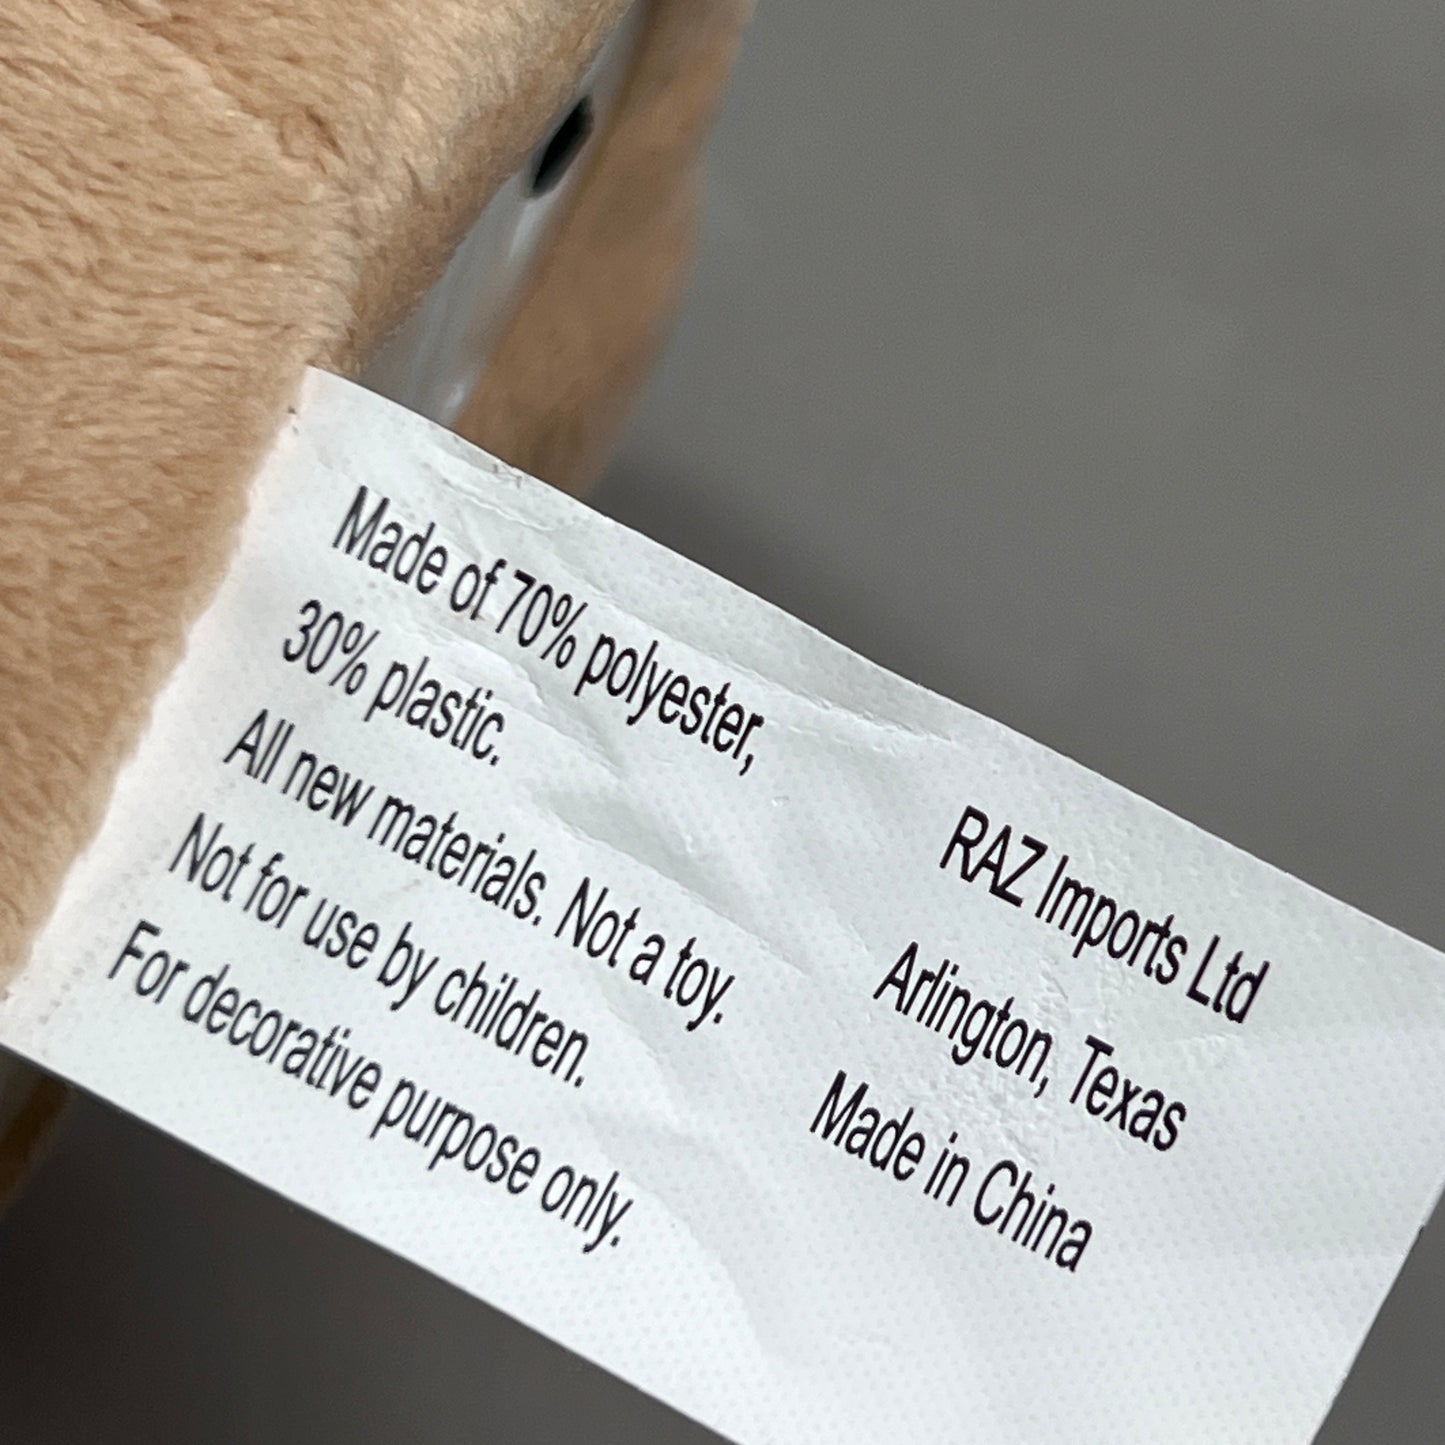 Made of 70% polyester,
30% plastic.
All new materials. Not a toy.
Not for use by children.
For decorative purpose only.
RAZ Imports Ltd
Arlington, Texas
Made in China